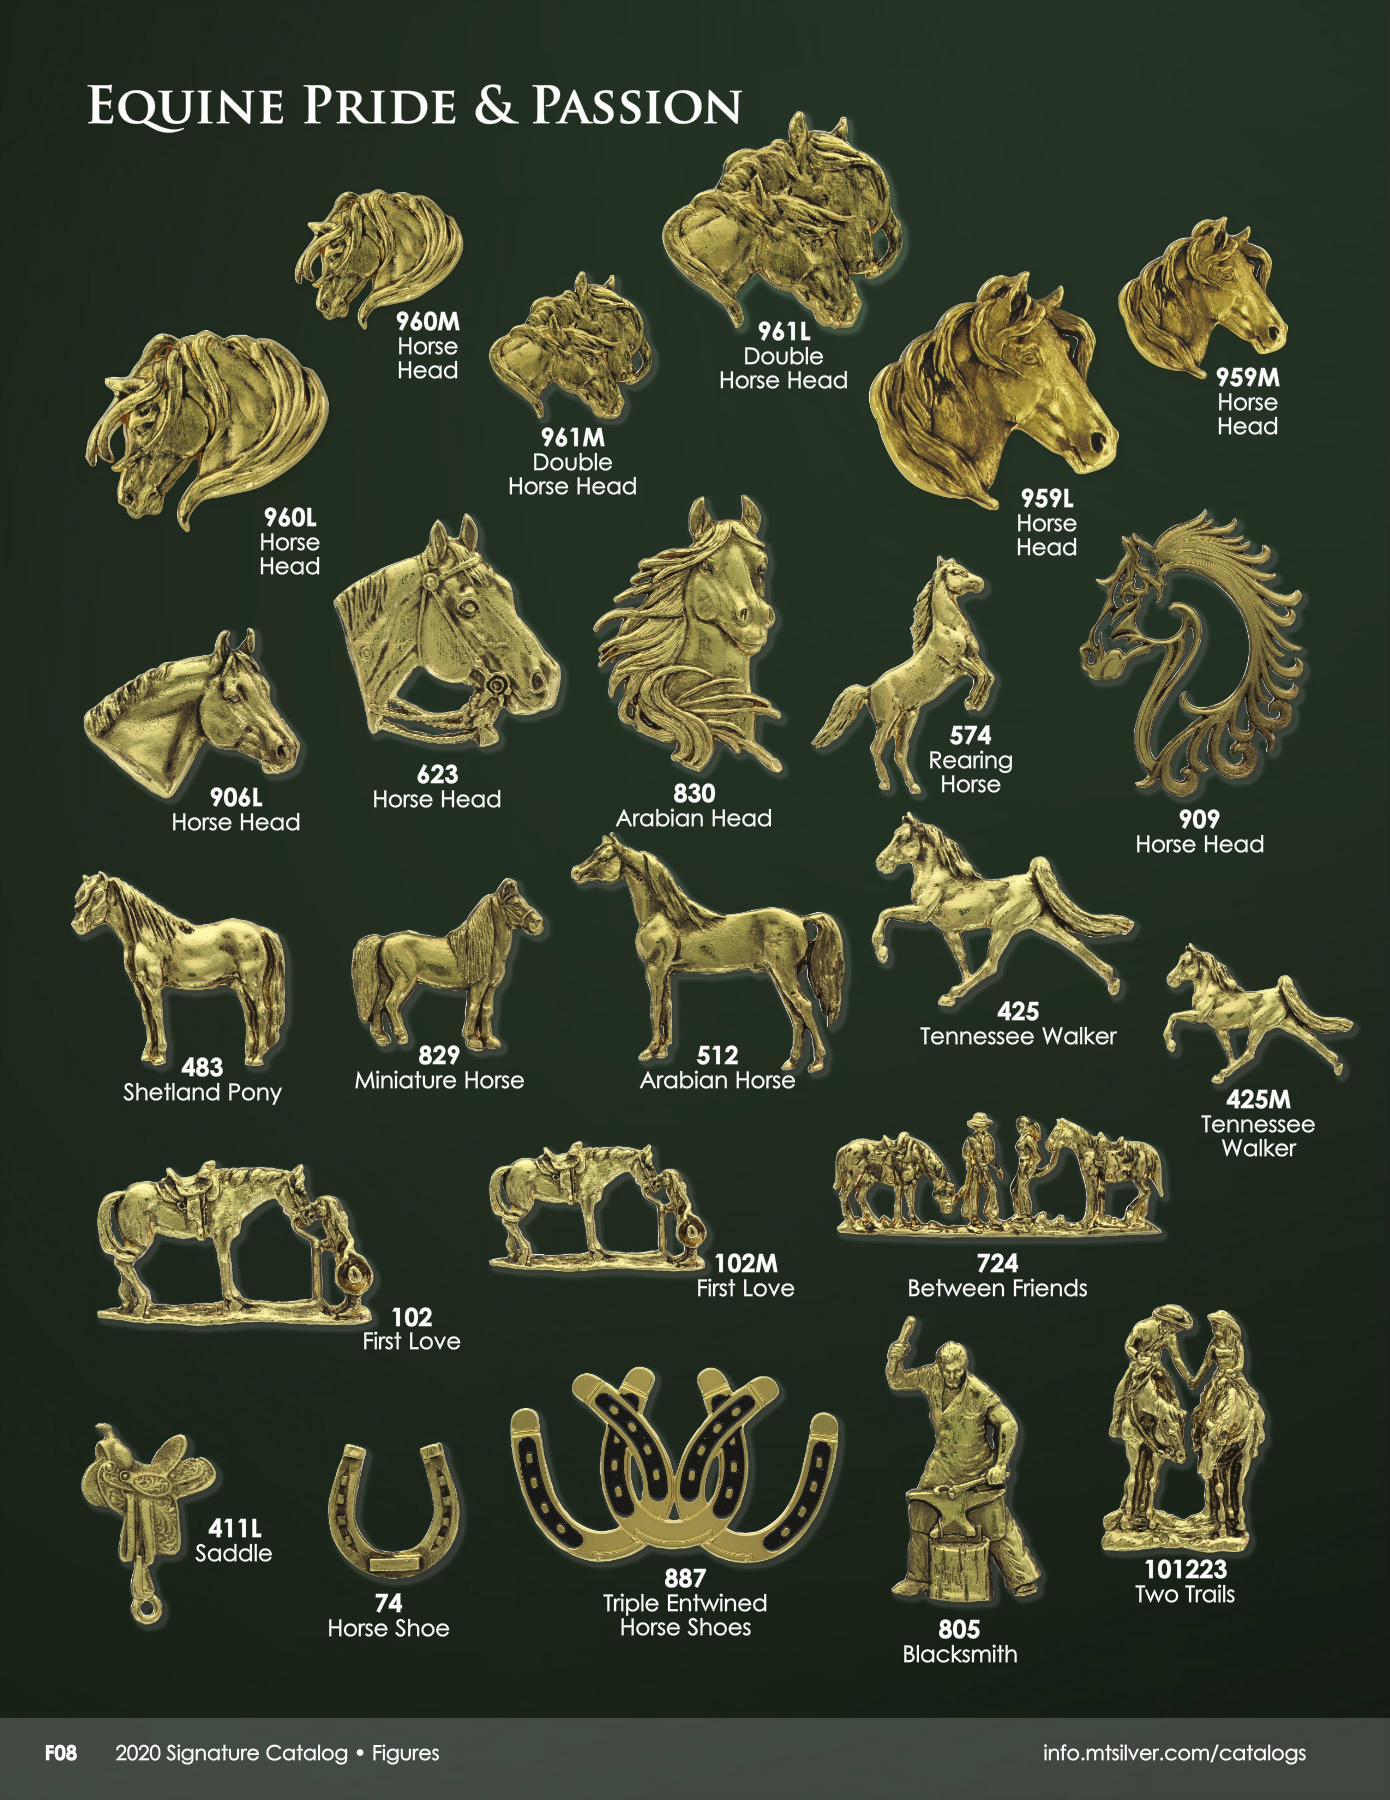 Equine Pride & Passion
960M
Horse
Head
961L
Double
Horse Head
959M
Horse
Head
961M
Double
Horse Head
960L
Horse
Head
959L
Horse
Head
906L
Horse Head
623
Horse Head
830
Arabian Head
574
Rearing
Horse
909
Horse Head
483
Shetland Pony
829
Miniature Horse
512
Arabian Horse
425
Tennessee Walker
425M
Tennessee
Walker
102
First Love
102M
First Love
724
Between Friends
411L
Saddle
74
Horse Shoe
887
Triple Entwined
Horse Shoes
805
Blacksmith
101223
Two Trails
F08 2020 Signature Catalog • Figures
info.mtsilver.com/catalogs